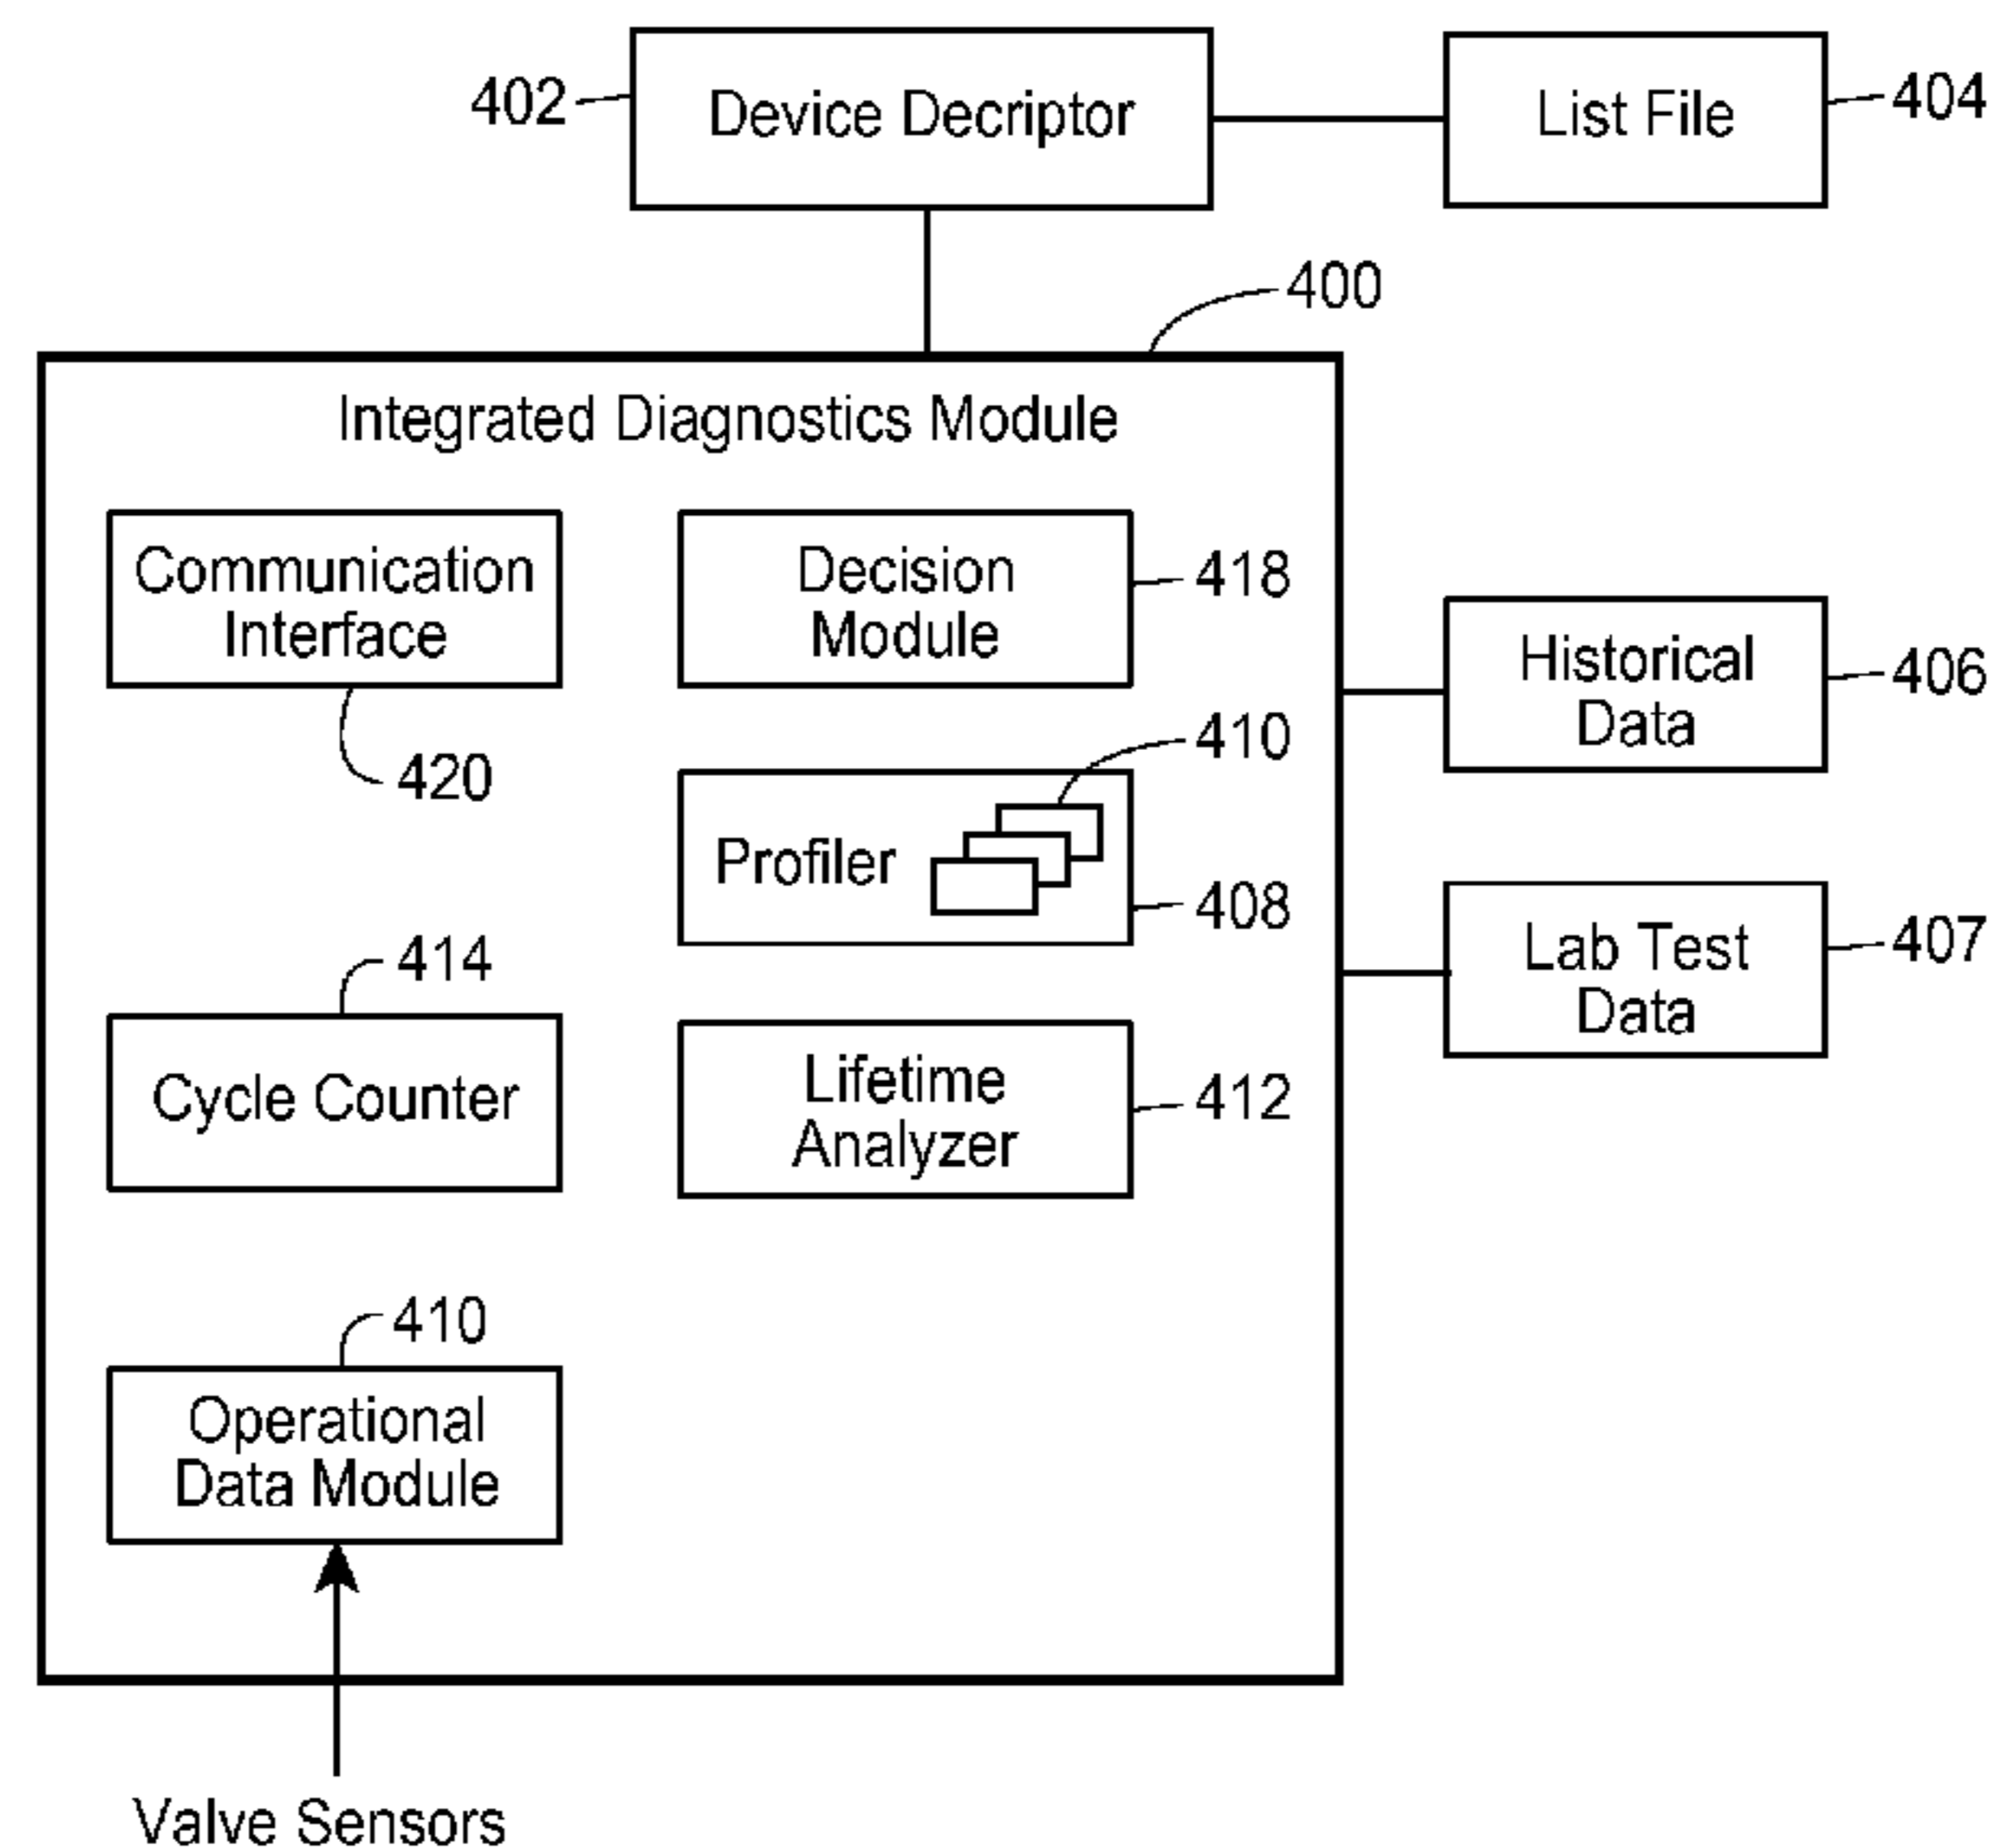 402
Device Decriptor
List File
404
400
Integrated Diagnostics Module
Communication
Interface
420
Decision
Module
418
410
Profiler
408
Historical
Data
406
Lab Test
Data
407
414
Cycle Counter
Lifetime
Analyzer
412
410
Operational
Data Module
Valve Sensors